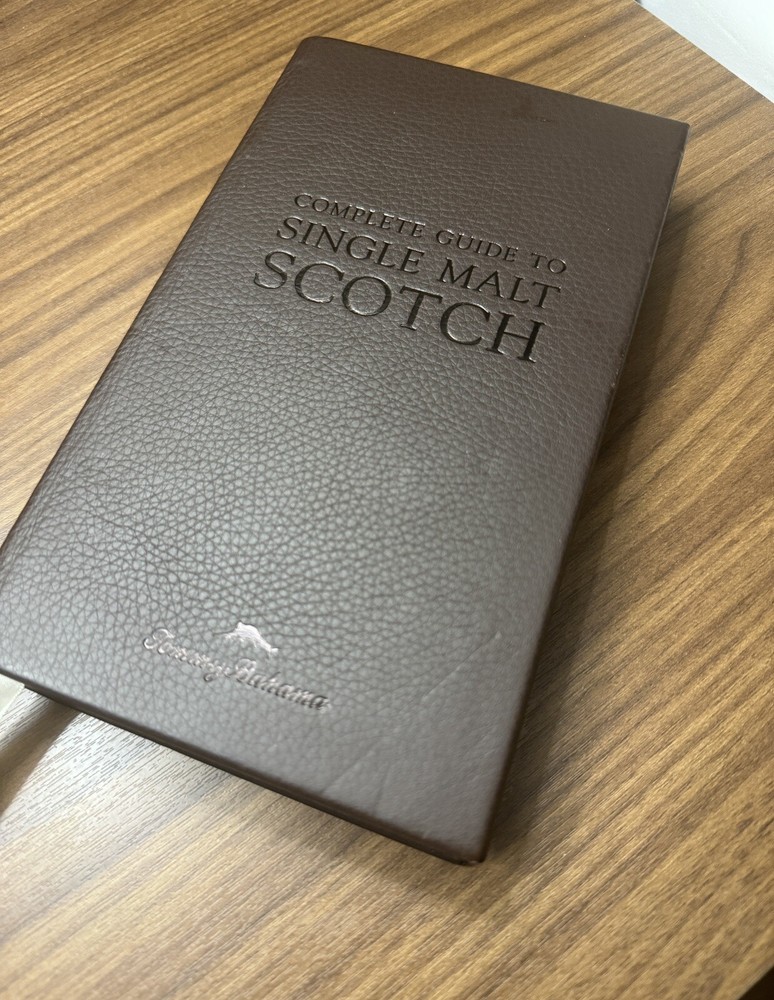 COMPLETE GUIDE TO
SINGLE MALT
SCOTCH
Tommy Bahama